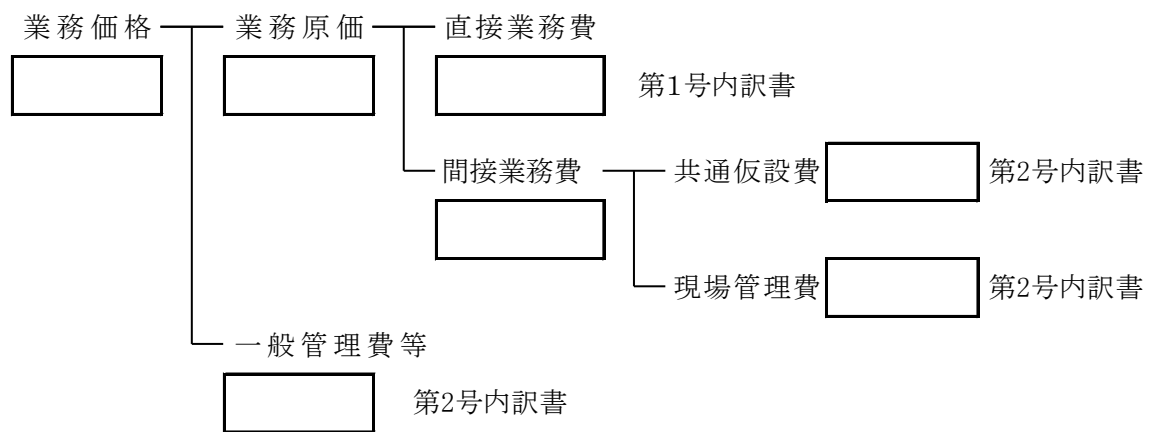 業務価格 業務原価 直接業務費
第1号内訳書
間接業務費 共通仮設費 第2号内訳書
現場管理費 第2号内訳書
一般管理費等
第2号内訳書